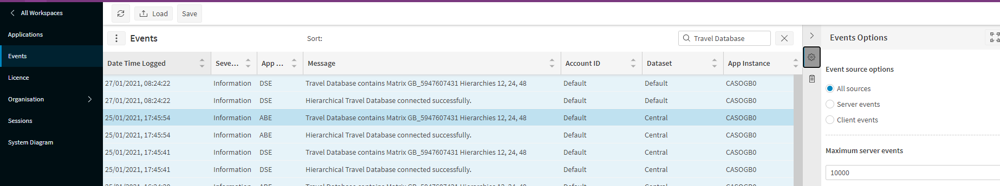 All Workspaces
Applications
Events
Licence
Organisation
Sessions
System Diagram
Load
Save
Events
Sort:
Travel Database
Date Time Logged Seve... App ... Message Account ID Dataset App Instance
27/01/2021, 08:24:22 Information DSE Travel Database contains Matrix GB_5947607431 Hierarchies 12, 24, 48 Default Default CASOGB0
27/01/2021, 08:24:22 Information DSE Hierarchical Travel Database connected successfully. Default Default CASOGB0
25/01/2021, 17:45:54 Information ABE Travel Database contains Matrix GB_5947607431 Hierarchies 12, 24, 48 Default Central CASOGB0
25/01/2021, 17:45:54 Information ABE Hierarchical Travel Database connected successfully. Default Central CASOGB0
25/01/2021, 17:45:41 Information DSE Travel Database contains Matrix GB_5947607431 Hierarchies 12, 24, 48 Default Central CASOGB0
25/01/2021, 17:45:41 Information DSE Hierarchical Travel Database connected successfully. Default Central CASOGB0
Events Options
Event source options
All sources
Server events
Client events
Maximum server events
10000